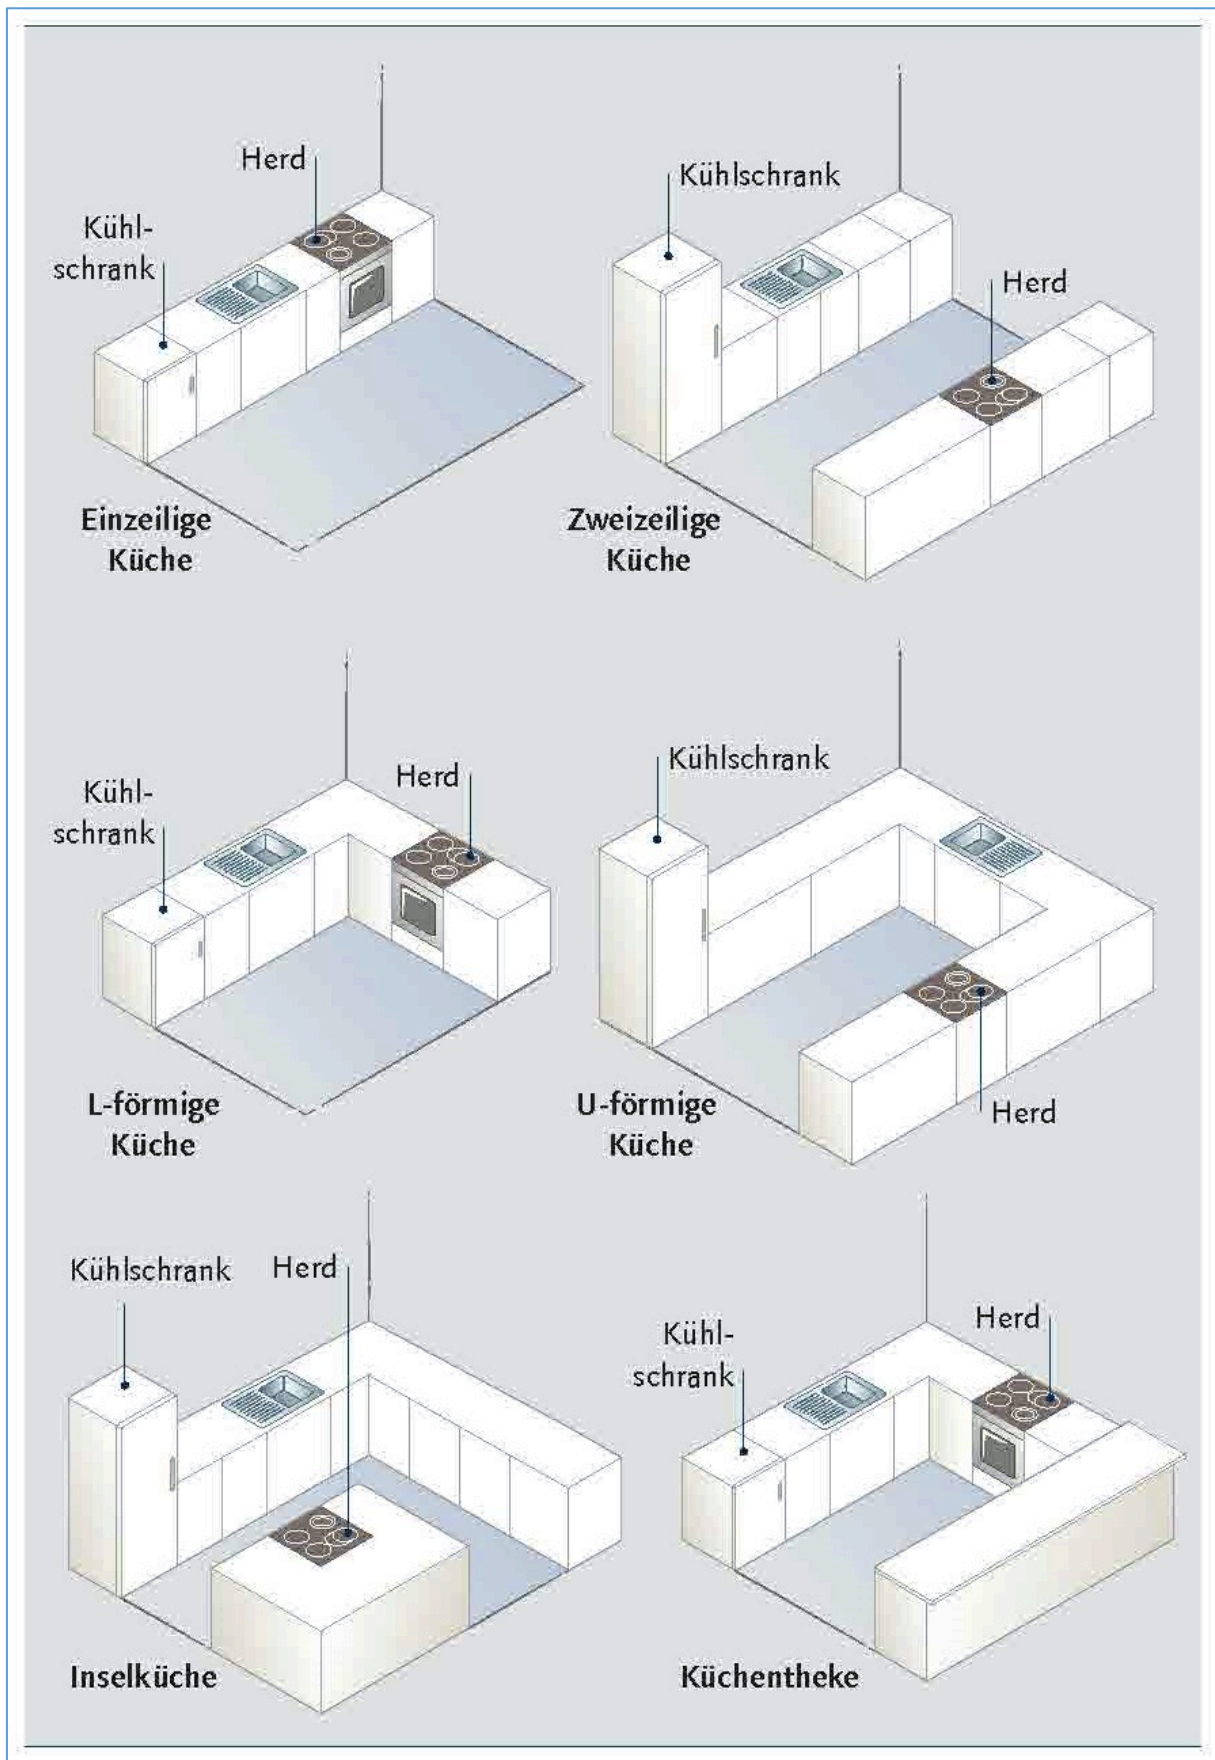 Herd
Kühl-
schrank
Einzeilige
Küche
Kühlschrank
Herd
Zweizeilige
Küche
Herd
Kühl-
schrank
L-förmige
Küche
Kühlschrank
Herd
U-förmige
Küche
Kühlschrank
Herd
Inselküche
Herd
Kühl-
schrank
Küchentheke